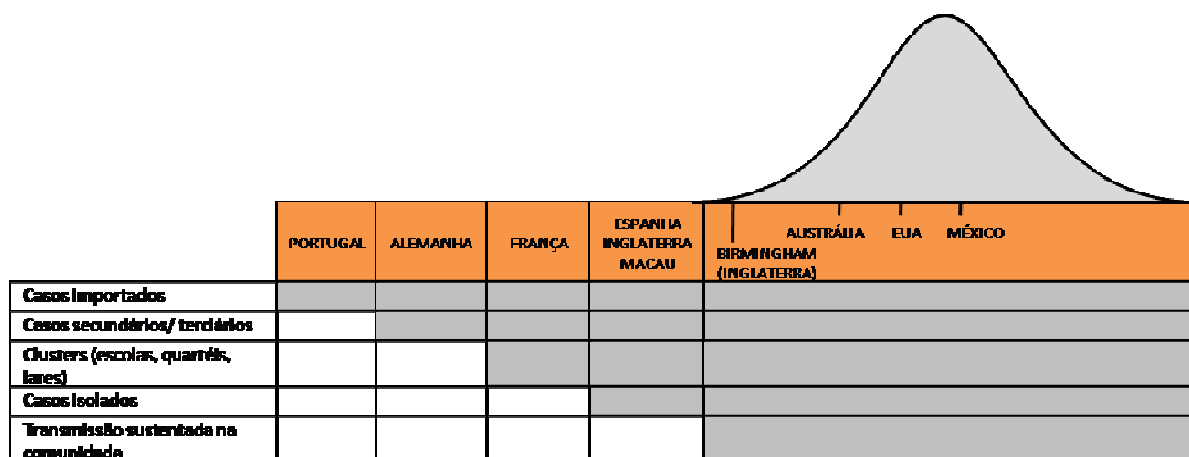 PORTUGAL
ALEMANHA
FRANÇA
ESPANHA
INGLATERRA
MACAU
BIRMINGHAM
(INGLATERRA)
AUSTRÁLIA
EUA
MÉXICO
Casos Importados
Casos secundários/ terciários
Clusters (escolas, quartéis,
lares)
Casos Isolados
Transmissão sustentada na
comunidade